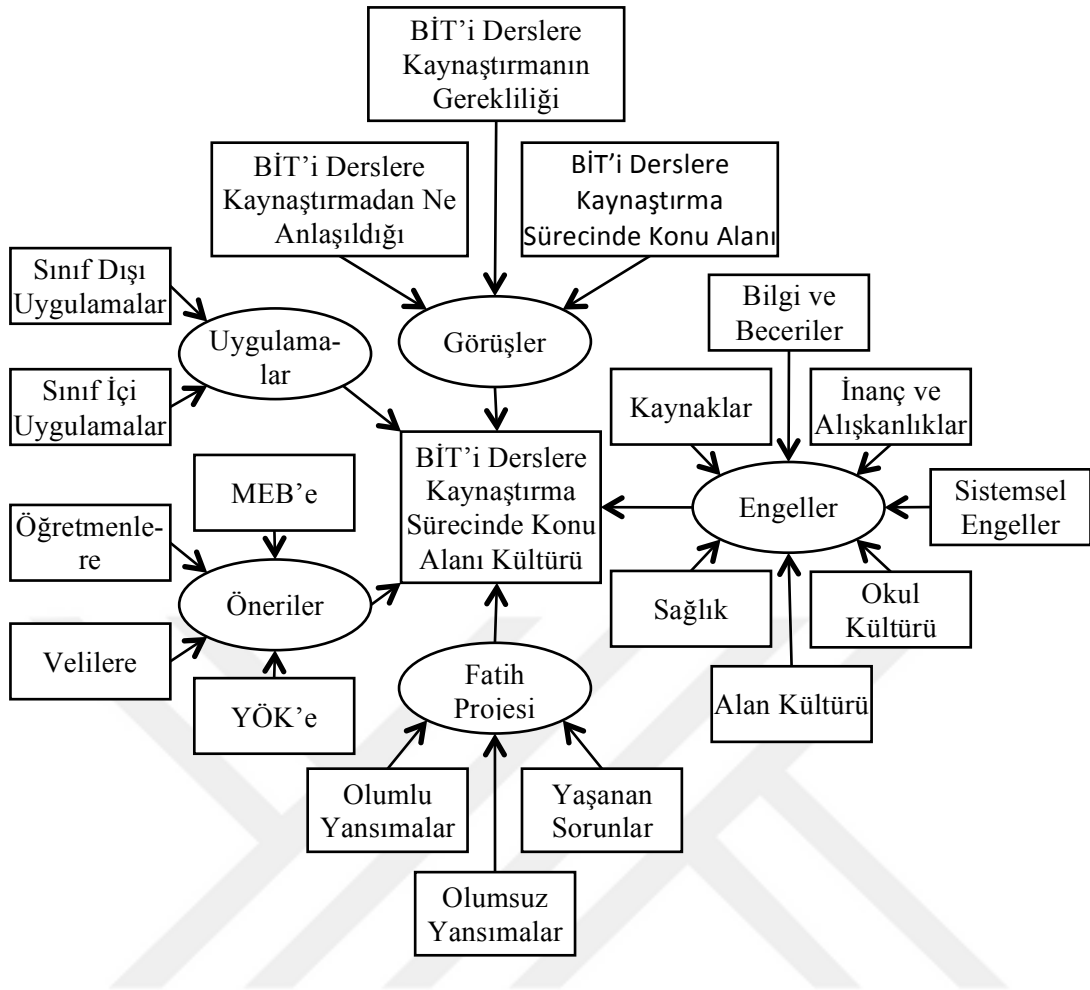 BİT'i Derslere
Kaynaştırmanın
Gerekliliği
BİT'i Derslere
Kaynaştırmadan Ne
Anlaşıldığı
BİT'i Derslere
Kaynaştırma
Sürecinde Konu Alanı
Sınıf Dışı
Uygulamalar
Sınıf İçi
Uygulamalar
Uygulama-
lar
Görüşler
Bilgi ve
Beceriler
Kaynaklar
İnanç ve
Alışkanlıklar
Engeller
Sistemsel
Engeller
Sağlık
Okul
Kültürü
Alan Kültürü
BİT'i Derslere
Kaynaştırma
Sürecinde Konu
Alanı Kültürü
MEB'e
Öğretmenle-
re
Öneriler
Velilere
YÖK'e
Fatih
Projesi
Olumlu
Yansımalar
Yaşanan
Sorunlar
Olumsuz
Yansımalar